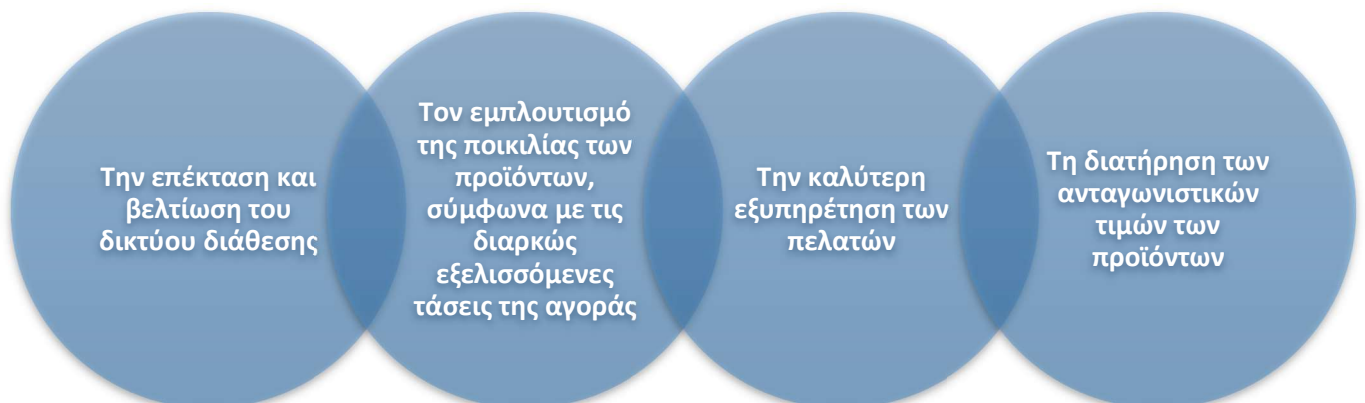 Την επέκταση και
βελτίωση του
δικτύου διάθεσης
Τον εμπλουτισμό
της ποικιλίας των
προϊόντων,
σύμφωνα με τις
διαρκώς
εξελισσόμενες
τάσεις της αγοράς
Την καλύτερη
εξυπηρέτηση των
πελατών
Τη διατήρηση των
ανταγωνιστικών
τιμών των
προϊόντων